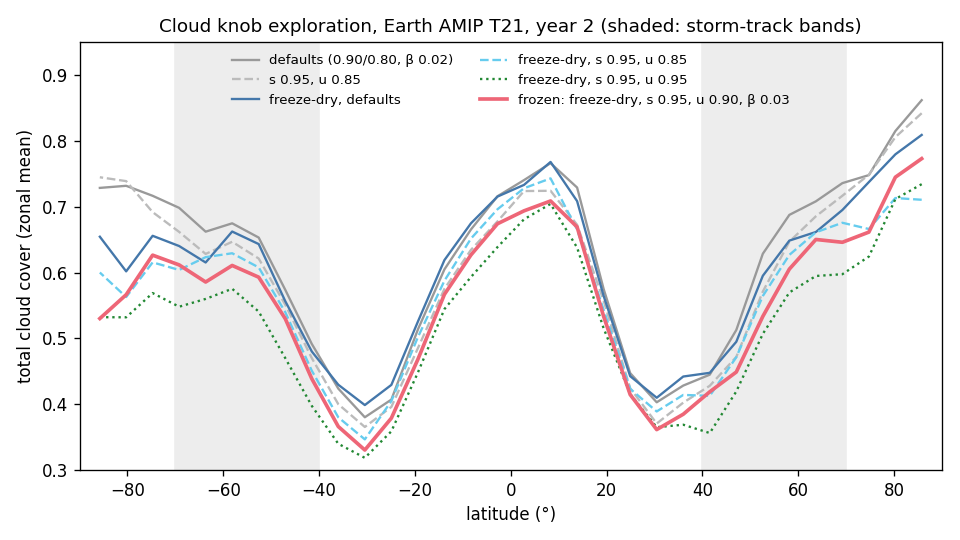 Cloud knob exploration, Earth AMIP T21, year 2 (shaded: storm-track bands)
total cloud cover (zonal mean)
0.9
0.8
0.7
0.6
0.5
0.4
0.3
defaults (0.90/0.80, β 0.02)
s 0.95, u 0.85
freeze-dry, defaults
freeze-dry, s 0.95, u 0.85
freeze-dry, s 0.95, u 0.95
frozen: freeze-dry, s 0.95, u 0.90, β 0.03
−80 −60 −40 −20 0 20 40 60 80
latitude (°)